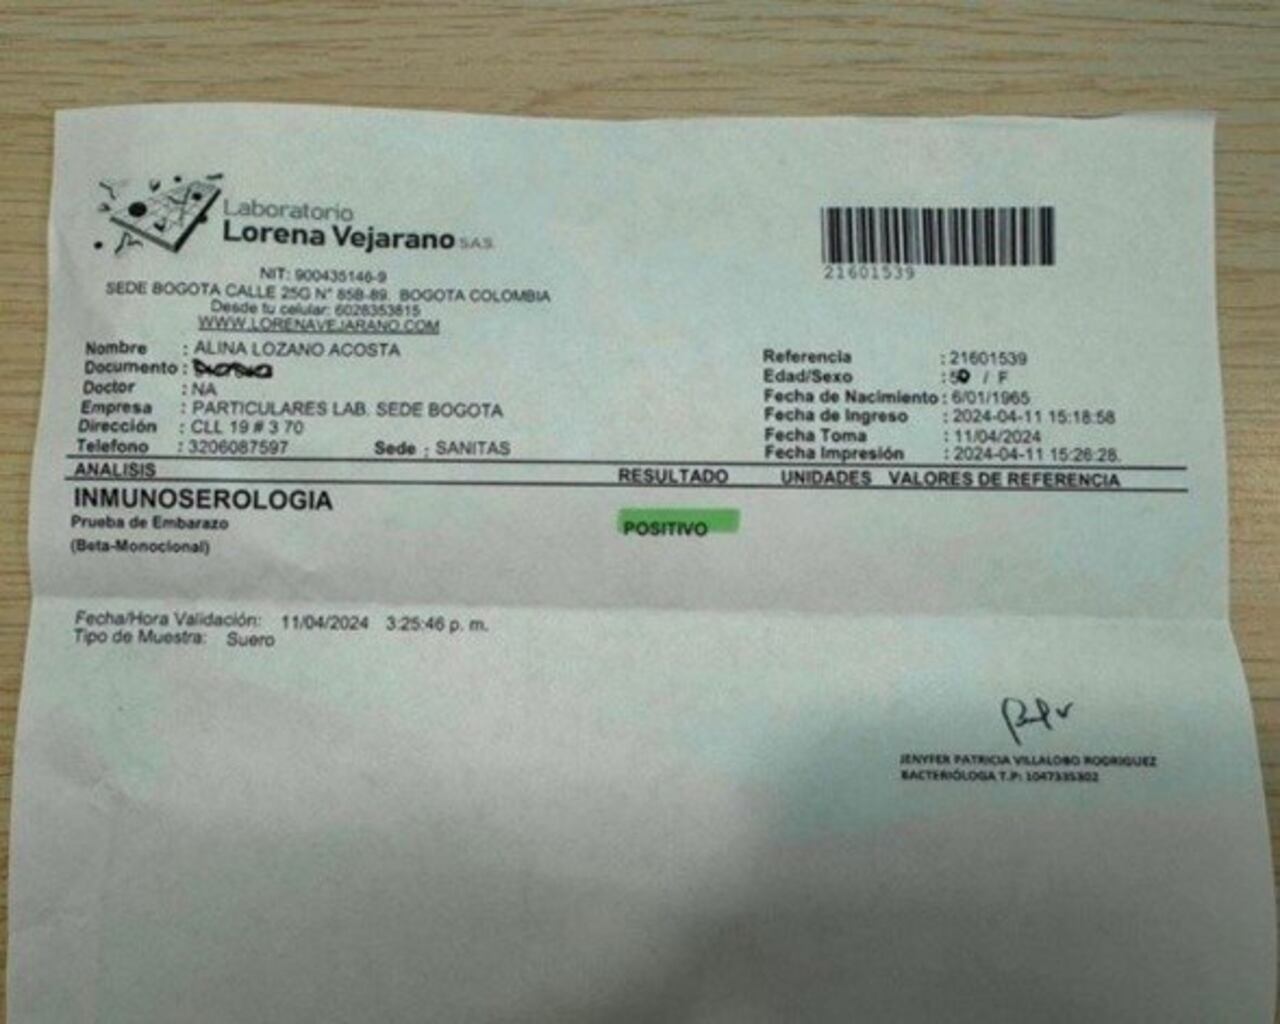 Laboratorio
Lorena Vejarano S.A.S.
21601539
NIT: 900435146-9
SEDE BOGOTA CALLE 25G N° 85B-89. BOGOTA COLOMBIA
Desde tu celular: 6028353815
WWW.LORENAVEJARANO.COM
Nombre : ALINA LOZANO ACOSTA
Documento :
Doctor : NA
Empresa : PARTICULARES LAB. SEDE BOGOTA
Dirección : CLL 19 # 3 70
Telefono : 3206087597 Sede : SANITAS
Referencia : 21601539
Edad/Sexo : / F
Fecha de Nacimiento : 6/01/1965
Fecha de Ingreso : 2024-04-11 15:18:58
Fecha Toma : 11/04/2024
Fecha Impresión : 2024-04-11 15:26:28.
ANALISIS RESULTADO UNIDADES VALORES DE REFERENCIA
INMUNOSEROLOGIA
Prueba de Embarazo POSITIVO
(Beta-Monoclonal)
Fecha/Hora Validación: 11/04/2024 3:25:46 p. m.
Tipo de Muestra: Suero
JENYFER PATRICIA VILLALOBO RODRIGUEZ
BACTERIÓLOGA T.P: 1047335302